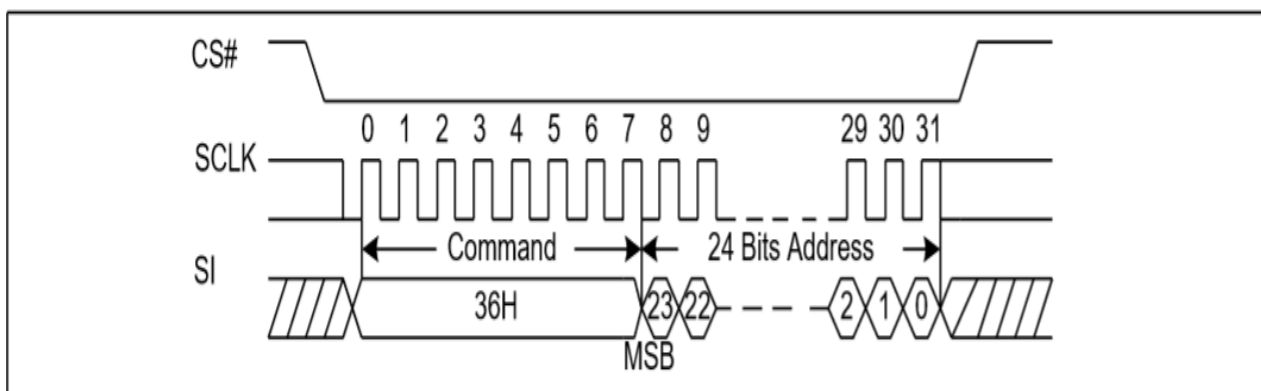 CS#
0 1 2 3 4 5 6 7 8 9 29 30 31
SCLK
Command 24 Bits Address
SI
36H 23 22 2 1 0
MSB